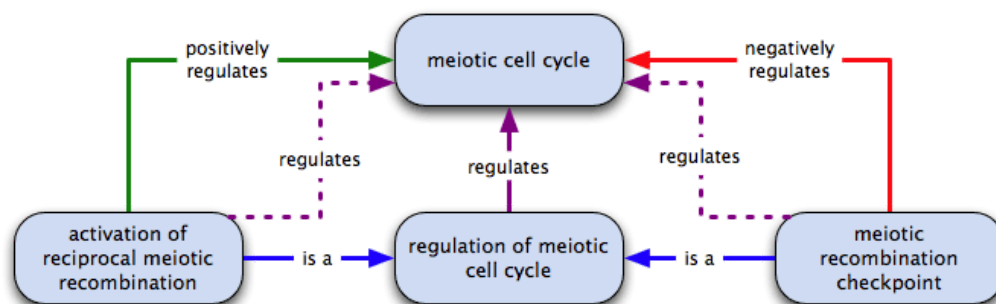 positively
regulates
meiotic cell cycle
negatively
regulates
regulates
regulates
regulates
activation of
reciprocal meiotic
recombination
is a
regulation of meiotic
cell cycle
is a
meiotic
recombination
checkpoint